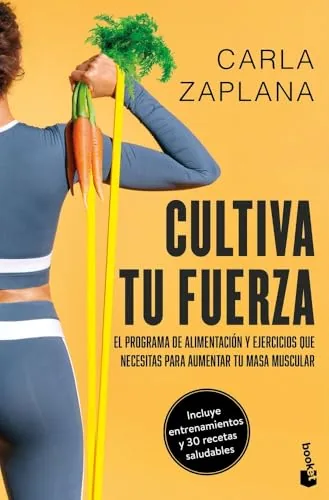 CARLA
ZAPLANA
CULTIVA
TU FUERZA
EL PROGRAMA DE ALIMENTACIÓN Y EJERCICIOS QUE
NECESITAS PARA AUMENTAR TU MASA MUSCULAR
Incluye
entrenamientos
y 30 recetas
saludables
booket